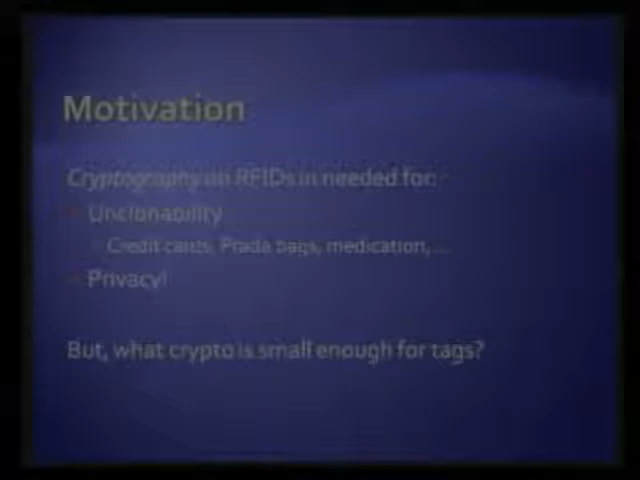 Motivation
Cryptography on RFIDs in needed for:
Unclonability
Credit cards, Prada bags, medication,...
Privacy!
But, what crypto is small enough for tags?